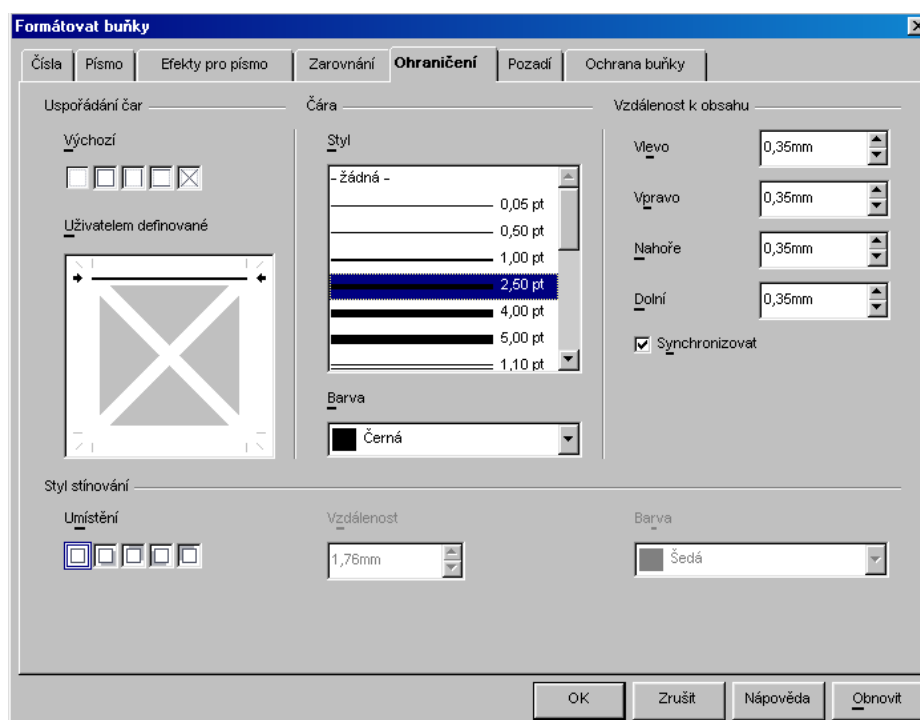 Formátovat buňky
Čísla Písmo Efekty pro písmo Zarovnání Ohraničení Pozadí Ochrana buňky
Uspořádání čar
Výchozí
Uživatelem definované
Čára
Styl
- žádná -
0,05 pt
0,50 pt
1,00 pt
2,50 pt
4,00 pt
5,00 pt
1,10 pt
Barva
Černá
Vzdálenost k obsahu
Vlevo 0,35mm
Vpravo 0,35mm
Nahoře 0,35mm
Dolní 0,35mm
Synchronizovat
Styl stínování
Umístění
Vzdálenost
1,76mm
Barva
Šedá
OK Zrušit Nápověda Obnovit